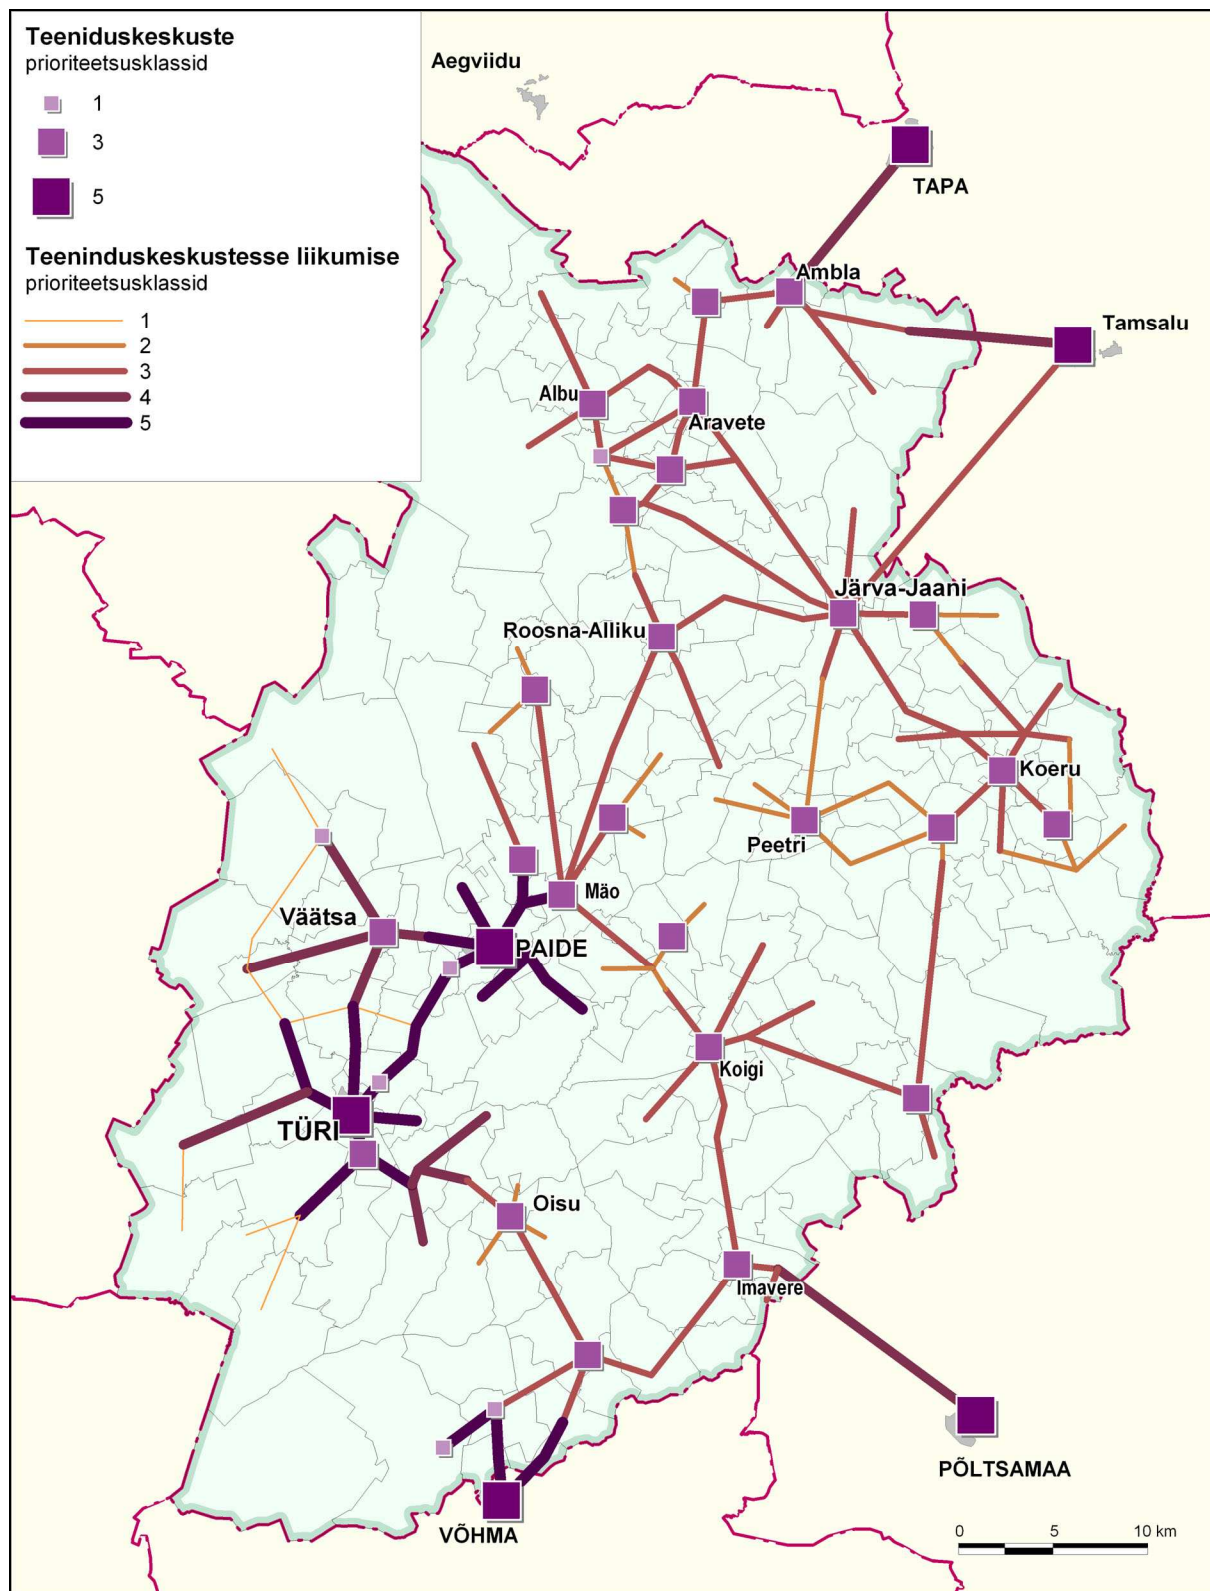 Teeniduskeskuste
prioriteetsusklassid
1
3
5
Teeninduskeskustesse liikumise
prioriteetsusklassid
1
2
3
4
5
Aegviidu
TAPA
Ambla
Tamsalu
Albu
Aravete
Järva-Jaani
Roosna-Alliku
Koeru
Peetri
Mäo
Väätsa
PAIDE
Koigi
TÜRI
Oisu
Imavere
PÕLTSAMAA
VÕHMA
0 5 10 km